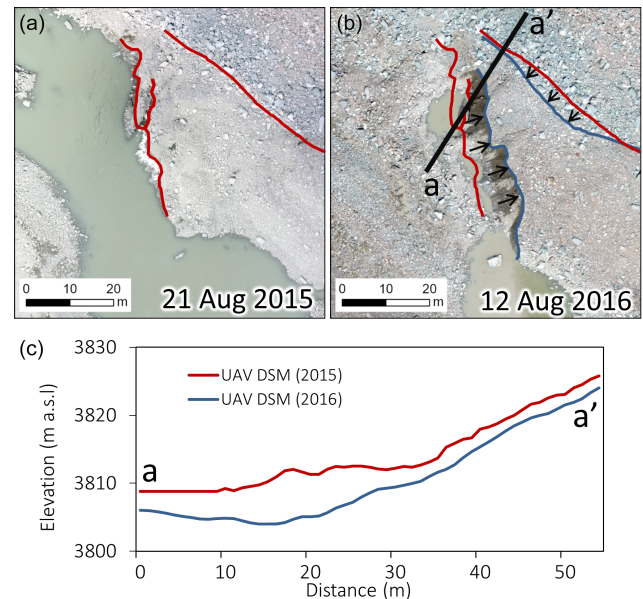 (a)
0 10 20
m
21 Aug 2015
(b)
a'
a
0 10 20
m
12 Aug 2016
(c)
3830
3820
3810
3800
Elevation (m a.s.l)
UAV DSM (2015)
UAV DSM (2016)
a
a'
0 10 20 30 40 50
Distance (m)